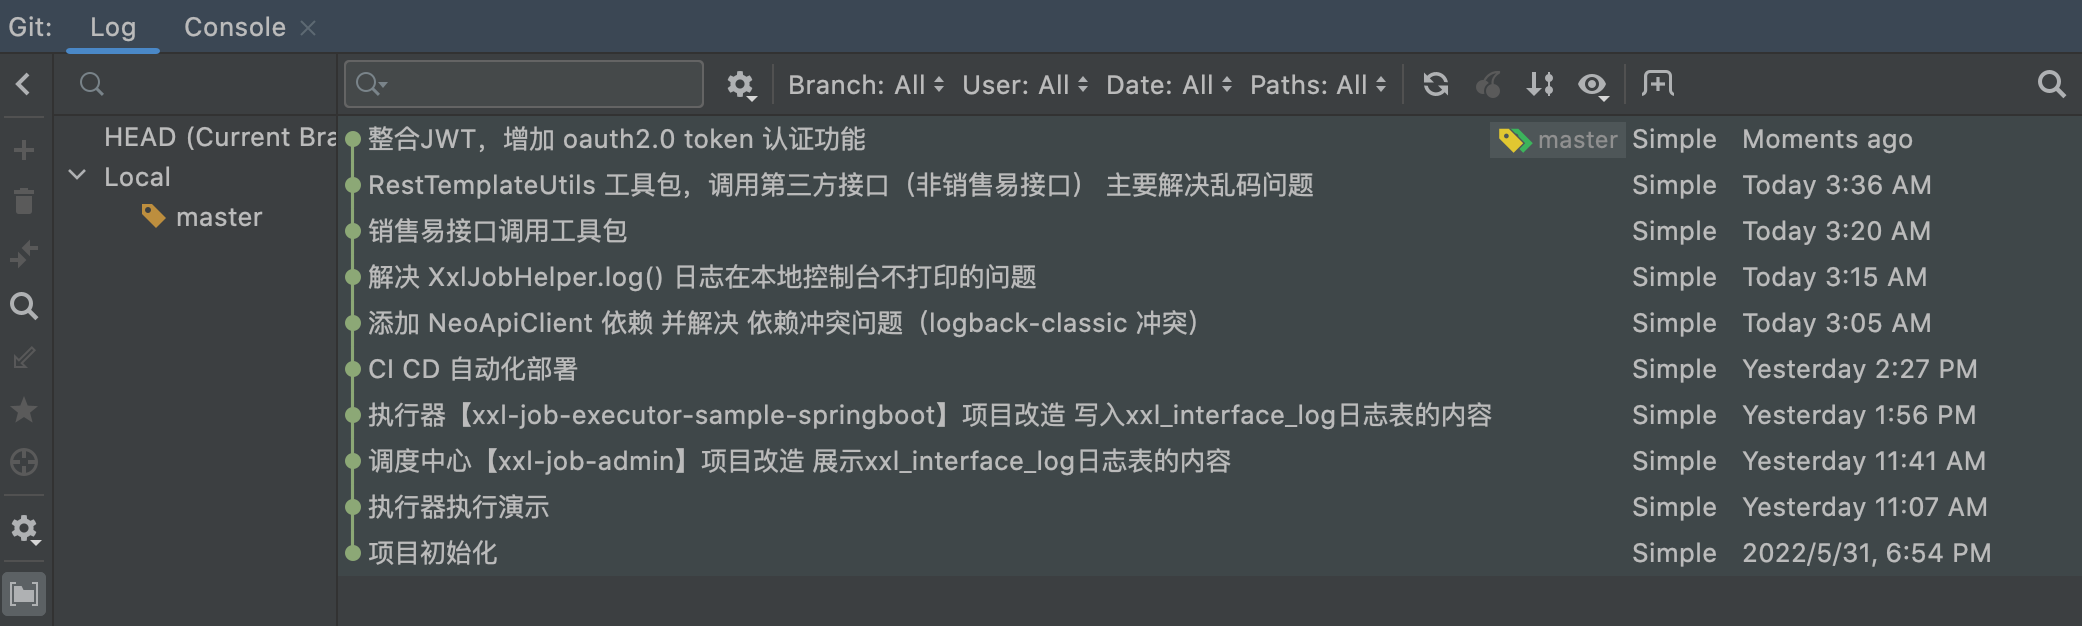 Git: Log Console
Branch: All User: All Date: All Paths: All
HEAD (Current Bra
Local
master
整合JWT，增加 oauth2.0 token 认证功能 master Simple Moments ago
RestTemplateUtils 工具包，调用第三方接口（非销售易接口） 主要解决乱码问题 Simple Today 3:36 AM
销售易接口调用工具包 Simple Today 3:20 AM
解决 XxlJobHelper.log() 日志在本地控制台不打印的问题 Simple Today 3:15 AM
添加 NeoApiClient 依赖 并解决 依赖冲突问题（logback-classic 冲突） Simple Today 3:05 AM
CI CD 自动化部署 Simple Yesterday 2:27 PM
执行器【xxl-job-executor-sample-springboot】项目改造 写入xxl_interface_log日志表的内容 Simple Yesterday 1:56 PM
调度中心【xxl-job-admin】项目改造 展示xxl_interface_log日志表的内容 Simple Yesterday 11:41 AM
执行器执行演示 Simple Yesterday 11:07 AM
项目初始化 Simple 2022/5/31, 6:54 PM